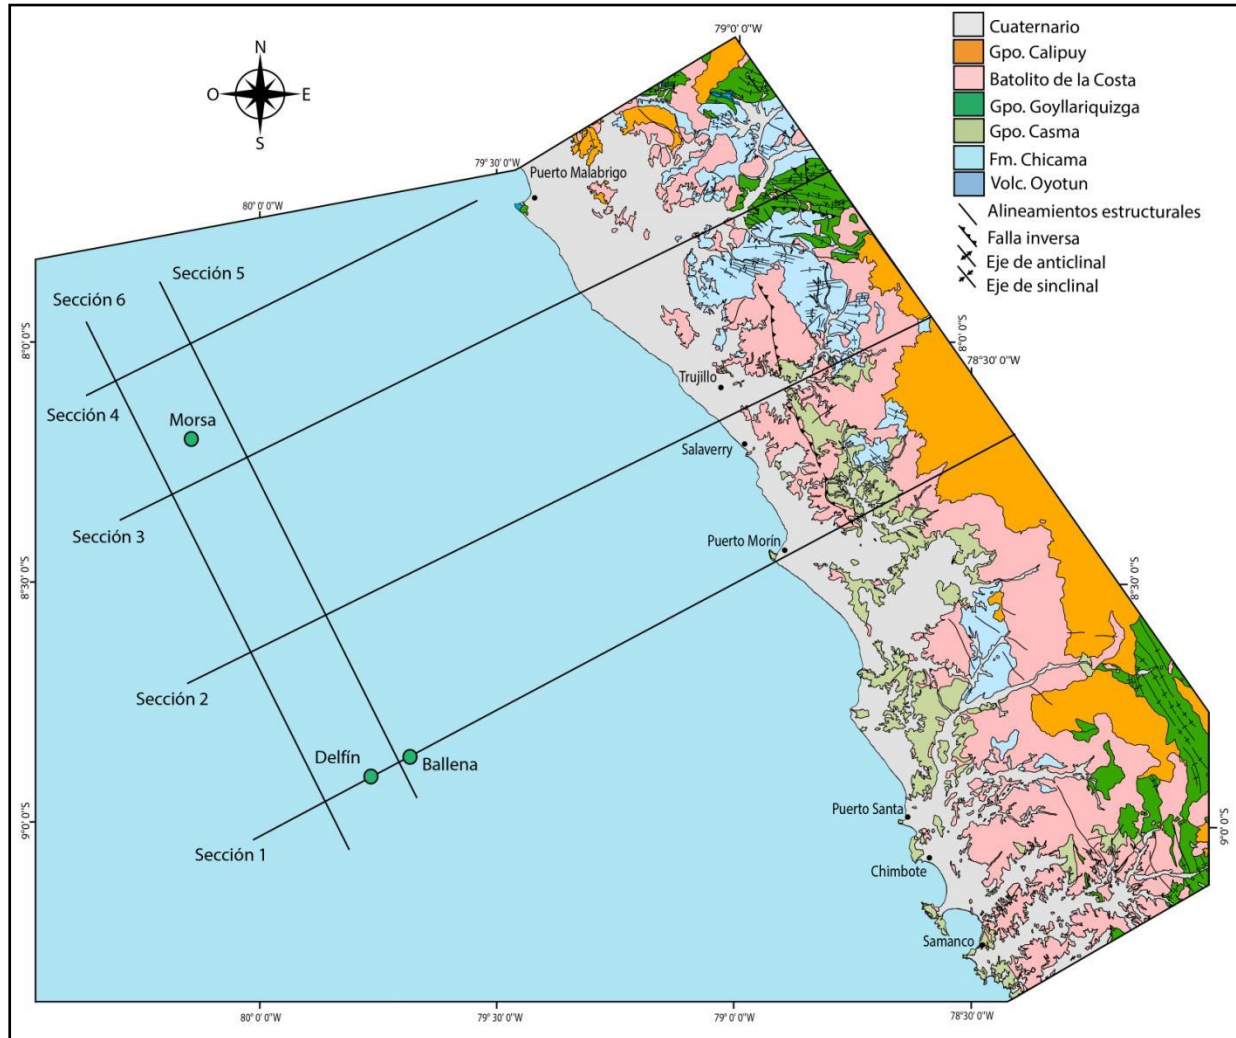 N
O
E
S
79° 0' 0"W
79° 30' 0"W
80° 0' 0"W
Puerto Malabrigo
Sección 5
Sección 6
8°0' 0"S
Sección 4
Morsa
Sección 3
Trujillo
Salaverry
Puerto Morín
8°30' 0"S
Sección 2
Delfín
Ballena
9°0' 0"S
Sección 1
Puerto Santa
Chimbote
Samanco
Cuaternario
Gpo. Calipuy
Batolito de la Costa
Gpo. Goyllariquizga
Gpo. Casma
Fm. Chicama
Volc. Oyotun
Alineamientos estructurales
Falla inversa
Eje de anticlinal
Eje de sinclinal
8°0' 0"S
78°30' 0"W
8°30' 0"S
9°0' 0"S
80° 0' 0"W
79° 30' 0"W
79° 0' 0"W
78°30' 0"W